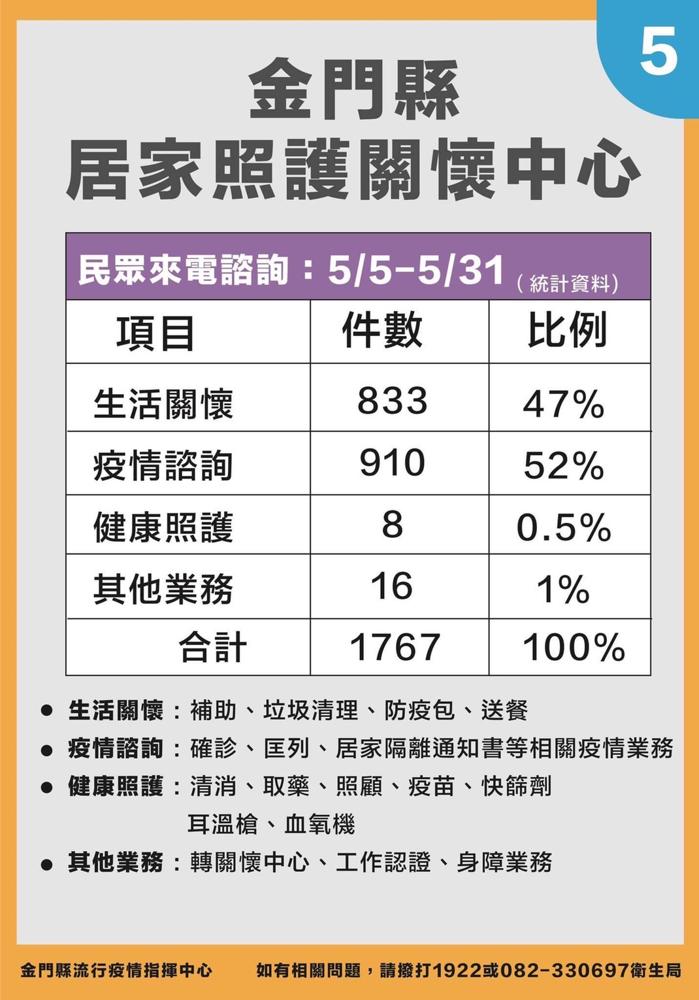 5
金門縣
居家照護關懷中心
民眾來電諮詢：5/5-5/31（統計資料）
項目 件數 比例
生活關懷 833 47%
疫情諮詢 910 52%
健康照護 8 0.5%
其他業務 16 1%
合計 1767 100%
● 生活關懷：補助、垃圾清理、防疫包、送餐
● 疫情諮詢：確診、匡列、居家隔離通知書等相關疫情業務
● 健康照護：清消、取藥、照顧、疫苗、快篩劑
耳溫槍、血氧機
● 其他業務：轉關懷中心、工作認證、身障業務
金門縣流行疫情指揮中心 如有相關問題，請撥打1922或082-330697衛生局